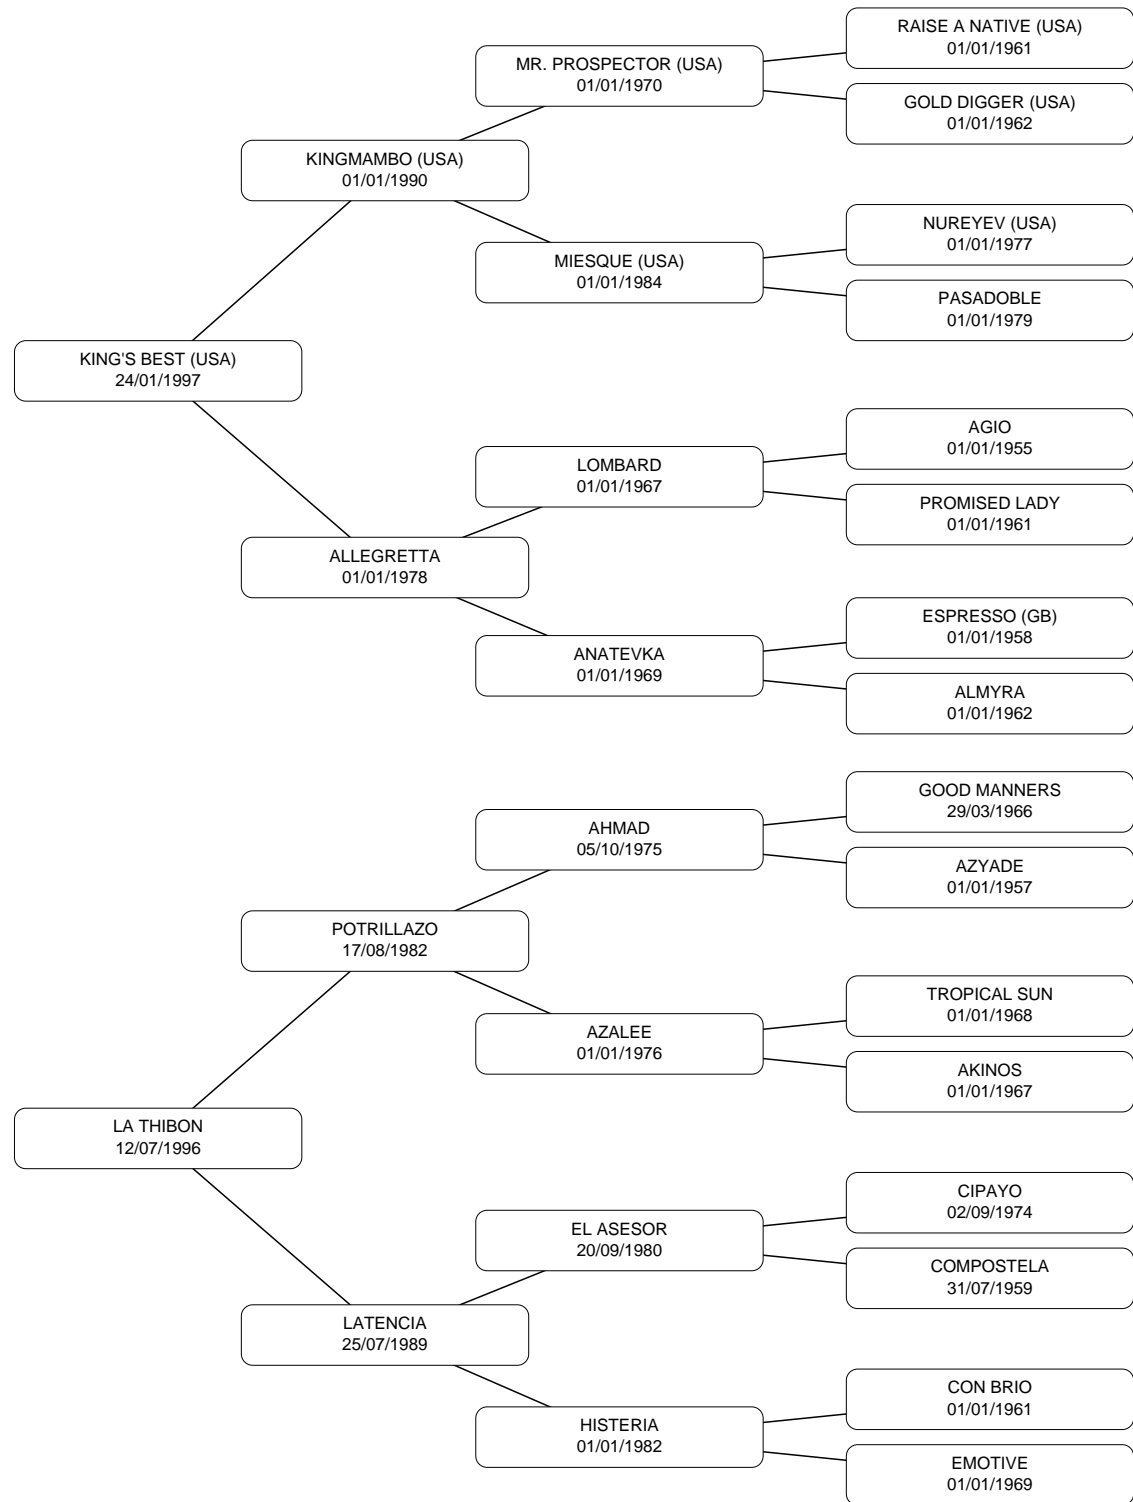 RAISE A NATIVE (USA)
01/01/1961
MR. PROSPECTOR (USA)
01/01/1970
GOLD DIGGER (USA)
01/01/1962
KINGMAMBO (USA)
01/01/1990
NUREYEV (USA)
01/01/1977
MIESQUE (USA)
01/01/1984
PASADOBLE
01/01/1979
KING'S BEST (USA)
24/01/1997
AGIO
01/01/1955
LOMBARD
01/01/1967
PROMISED LADY
01/01/1961
ALLEGRETTA
01/01/1978
ESPRESSO (GB)
01/01/1958
ANATEVKA
01/01/1969
ALMYRA
01/01/1962
GOOD MANNERS
29/03/1966
AHMAD
05/10/1975
AZYADE
01/01/1957
POTRILLAZO
17/08/1982
TROPICAL SUN
01/01/1968
AZALEE
01/01/1976
AKINOS
01/01/1967
LA THIBON
12/07/1996
CIPAYO
02/09/1974
EL ASESOR
20/09/1980
COMPOSTELA
31/07/1959
LATENCIA
25/07/1989
CON BRIO
01/01/1961
HISTERIA
01/01/1982
EMOTIVE
01/01/1969